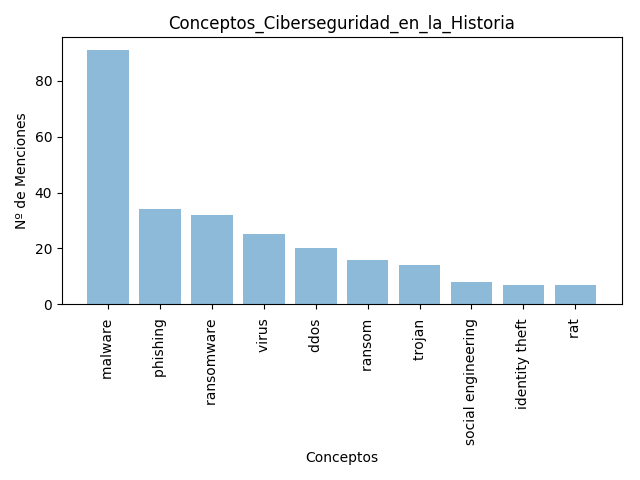 Conceptos_Ciberseguridad_en_la_Historia
Nº de Menciones
80
60
40
20
0
malware
phishing
ransomware
virus
ddos
ransom
trojan
social engineering
identity theft
rat
Conceptos